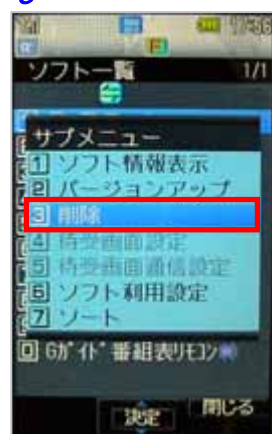 ソフト一覧 1/1
サブメニュー
1 ソフト情報表示
2 バージョンアップ
3 削除
4 待受画面設定
5 待受画面通信設定
6 ソフト利用設定
7 ソート
0 Gガイド番組表リモコン
決定 閉じる